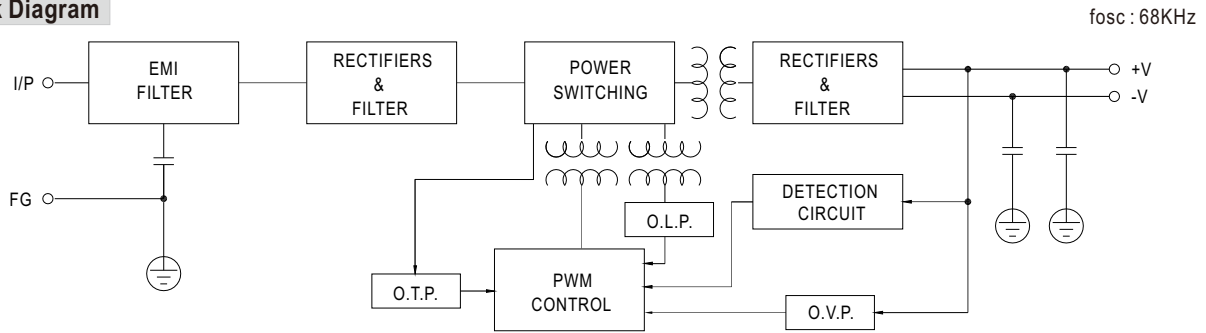 Diagram
fosc : 68KHz
I/P
EMI
FILTER
RECTIFIERS
&
FILTER
POWER
SWITCHING
RECTIFIERS
&
FILTER
+V
-V
FG
DETECTION
CIRCUIT
O.L.P.
O.T.P.
PWM
CONTROL
O.V.P.